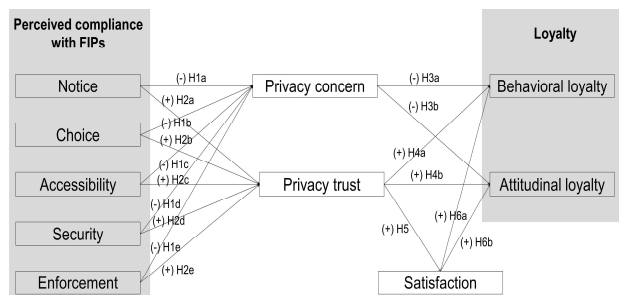 Perceived compliance
with FIPs
Loyalty
Notice
(-) H1a
Privacy concern
(-) H3a
Behavioral loyalty
(+) H2a
(-) H3b
Choice
(-) H1b
(+) H2b
(+) H4a
(-) H1c
Accessibility
(+) H2c
Privacy trust
(+) H4b
Attitudinal loyalty
(-) H1d
(+) H2d
(+) H6a
Security
(+) H5
(+) H6b
(-) H1e
(+) H2e
Enforcement
Satisfaction